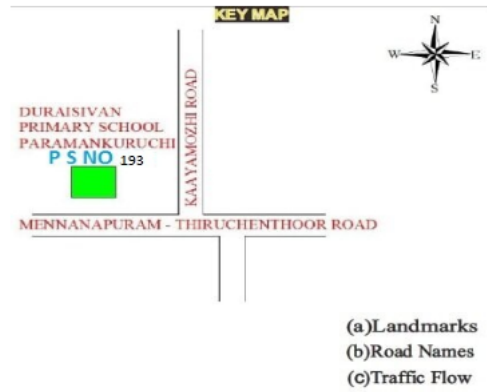 KEY MAP
N
W
E
S
DURAISIVAN
PRIMARY SCHOOL
PARAMANKURUCHI
P S NO 193
KAAYAMOZHI ROAD
MENNANAPURAM - THIRUCHENTHOOR ROAD
(a)Landmarks
(b)Road Names
(c)Traffic Flow